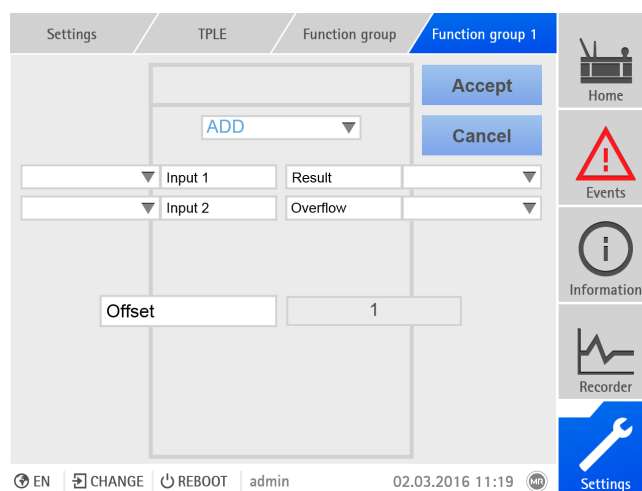 Settings TPLE Function group Function group 1
Accept
ADD
Cancel
Input 1 Result
Input 2 Overflow
Offset 1
Home
Events
Information
Recorder
Settings
EN CHANGE REBOOT admin 02.03.2016 11:19 MR